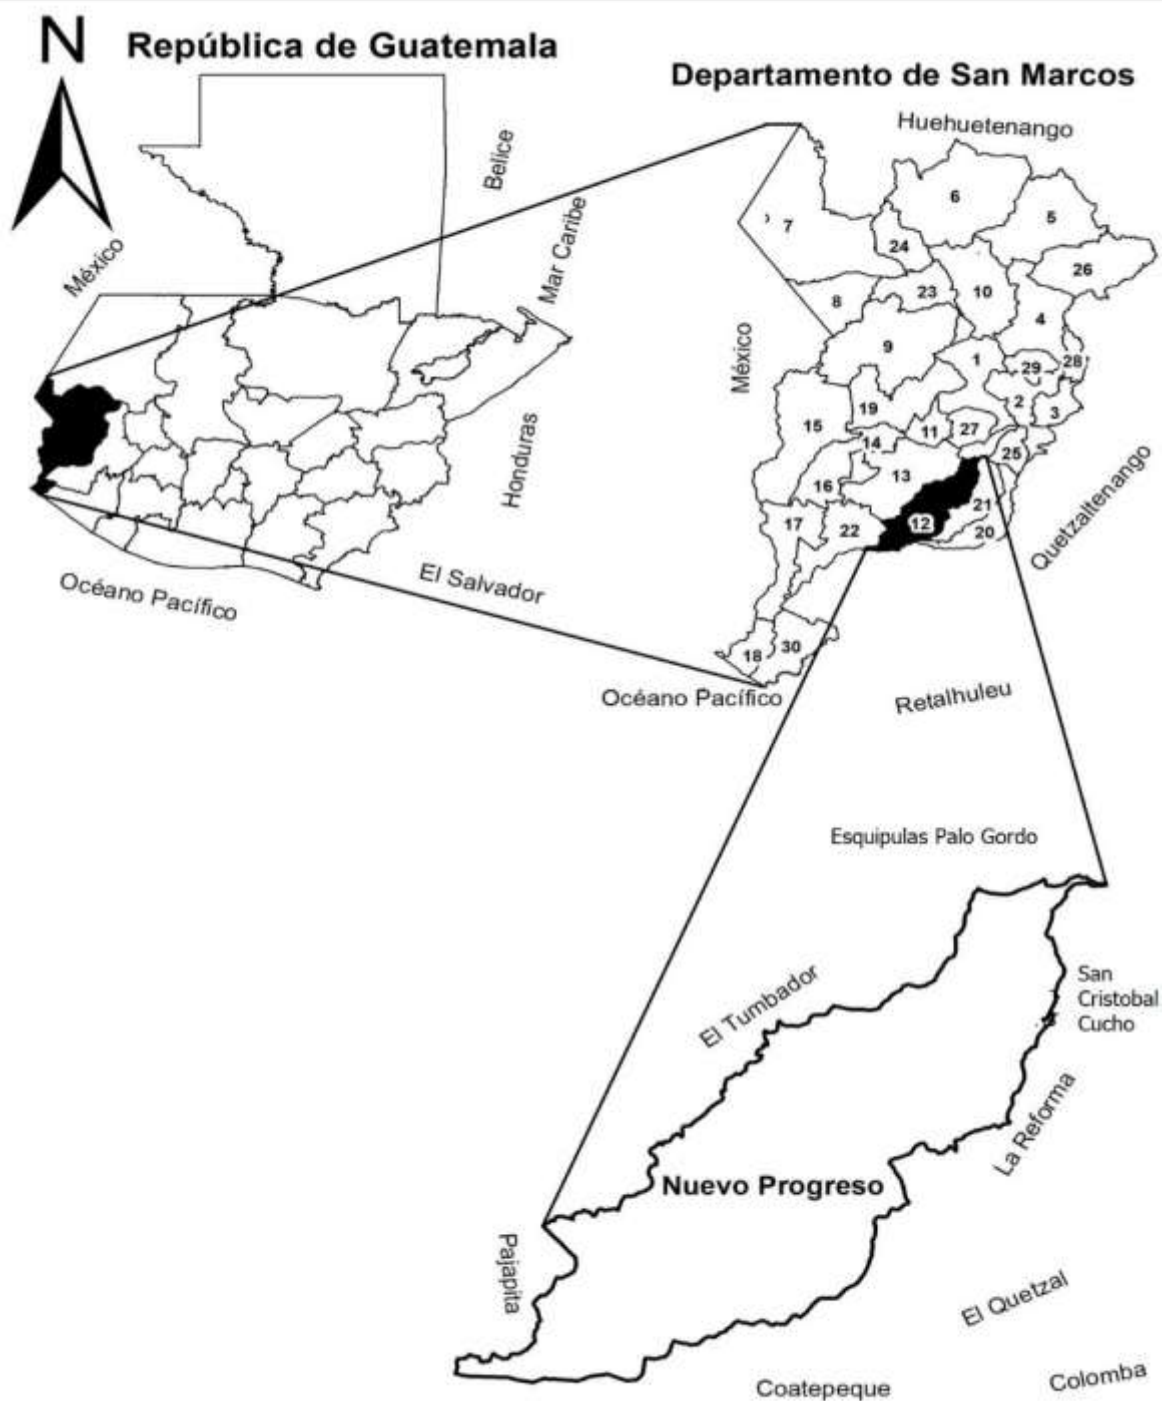 N
República de Guatemala
Departamento de San Marcos
Huehuetenango
Belice
Mar Caribe
México
Honduras
El Salvador
Océano Pacífico
México
6
5
7
24
26
8
23
10
4
9
1
29
28
19
2
3
15
11
27
14
25
13
16
21
17
22
12
20
18
30
Quetzaltenango
Océano Pacífico
Retalhuleu
Esquipulas Palo Gordo
El Tumbador
San
Cristobal
Cucho
La Reforma
Nuevo Progreso
Pajapita
El Quetzal
Coatepeque
Colomba